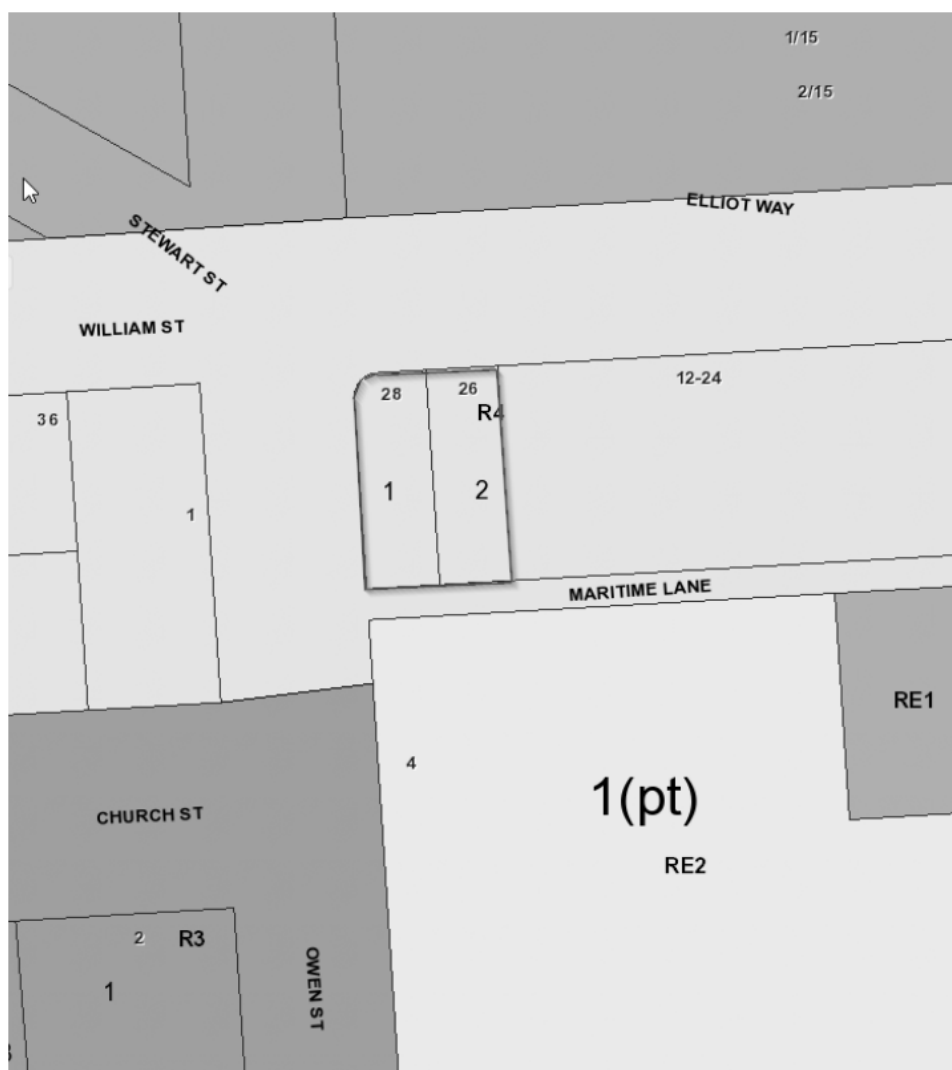 1/15
2/15
ELLIOT WAY
STEWART ST
WILLIAM ST
12-24
28
26
R4
36
1
2
1
MARITIME LANE
RE1
4
1(pt)
RE2
CHURCH ST
2
R3
1
OWEN ST